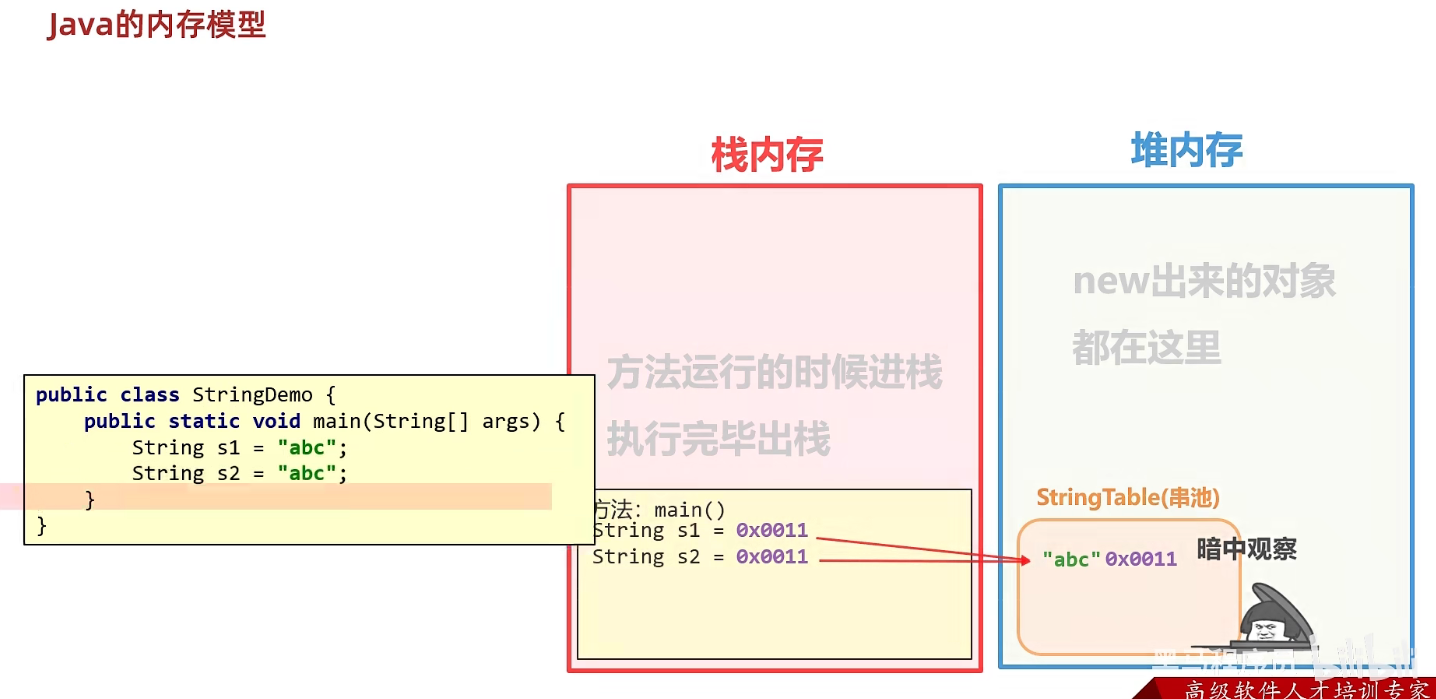 Java的内存模型
栈内存
堆内存
new出来的对象
都在这里
方法运行的时候进栈
执行完毕出栈
public class StringDemo {
public static void main(String[] args) {
String s1 = "abc";
String s2 = "abc";
}
}
方法: main()
String s1 = 0x0011
String s2 = 0x0011
StringTable(串池)
"abc" 0x0011
暗中观察
bilibili
高级软件人才培训专家